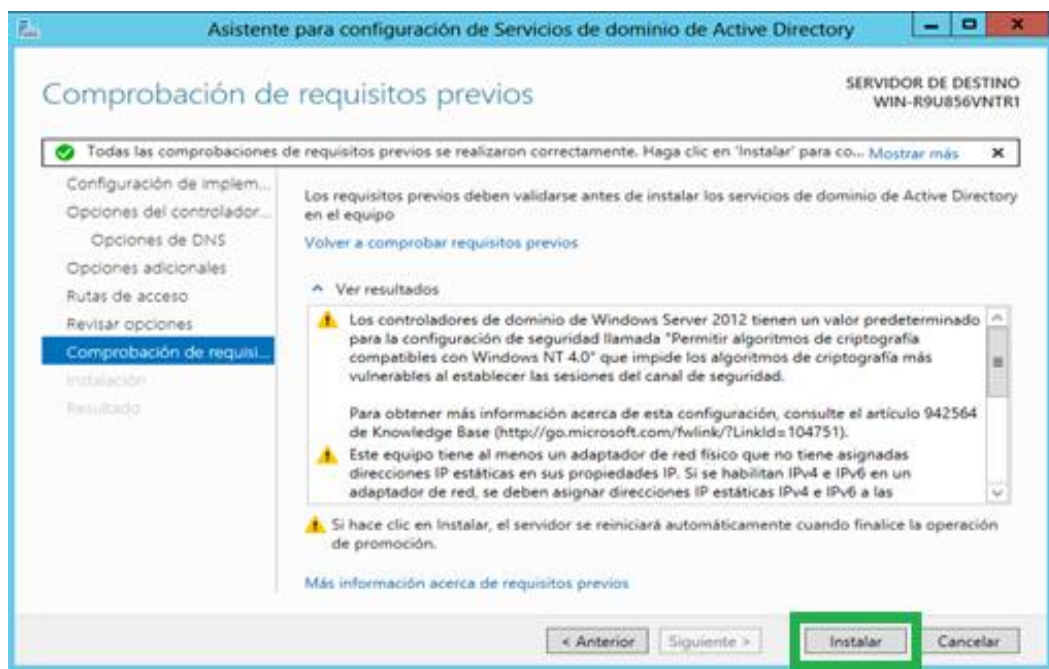 Asistente para configuración de Servicios de dominio de Active Directory
Comprobación de requisitos previos
SERVIDOR DE DESTINO
WIN-R9U856VNTR1
Todas las comprobaciones de requisitos previos se realizaron correctamente. Haga clic en 'Instalar' para co... Mostrar más
Configuración de implem...
Opciones del controlador...
Opciones de DNS
Opciones adicionales
Rutas de acceso
Revisar opciones
Comprobación de requisi...
Instalación
Resultado
Los requisitos previos deben validarse antes de instalar los servicios de dominio de Active Directory
en el equipo
Volver a comprobar requisitos previos
Ver resultados
Los controladores de dominio de Windows Server 2012 tienen un valor predeterminado
para la configuración de seguridad llamada "Permitir algoritmos de criptografía
compatibles con Windows NT 4.0" que impide los algoritmos de criptografía más
vulnerables al establecer las sesiones del canal de seguridad.
Para obtener más información acerca de esta configuración, consulte el artículo 942564
de Knowledge Base (http://go.microsoft.com/fwlink/?LinkId=104751).
Este equipo tiene al menos un adaptador de red físico que no tiene asignadas
direcciones IP estáticas en sus propiedades IP. Si se habilitan IPv4 e IPv6 en un
adaptador de red, se deben asignar direcciones IP estáticas IPv4 e IPv6 a las
Si hace clic en Instalar, el servidor se reiniciará automáticamente cuando finalice la operación
de promoción.
Más información acerca de requisitos previos
< Anterior
Siguiente >
Instalar
Cancelar